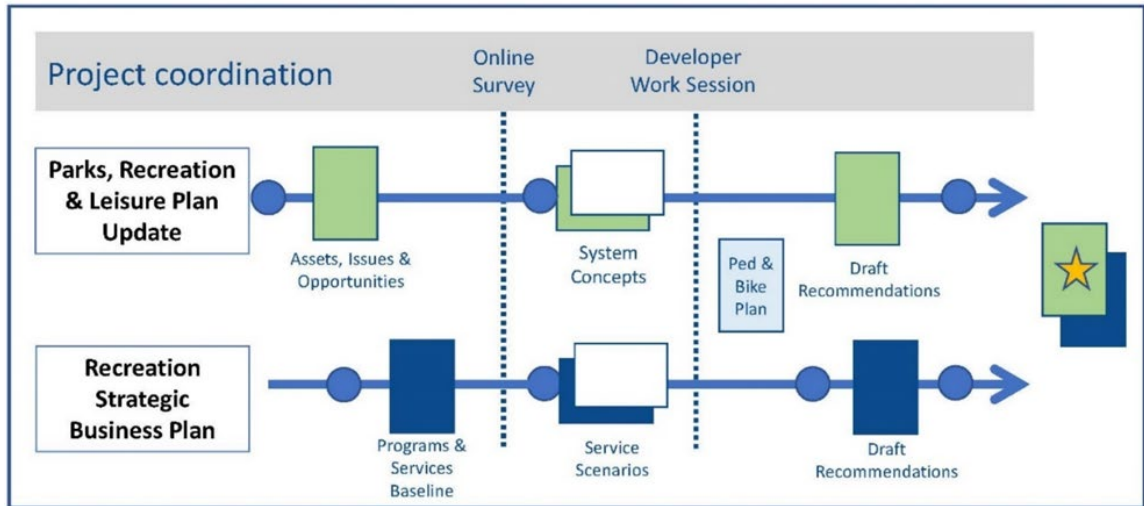 Project coordination
Online
Survey
Developer
Work Session
Parks, Recreation
& Leisure Plan
Update
Assets, Issues &
Opportunities
System
Concepts
Ped &
Bike
Plan
Draft
Recommendations
Recreation
Strategic
Business Plan
Programs &
Services
Baseline
Service
Scenarios
Draft
Recommendations